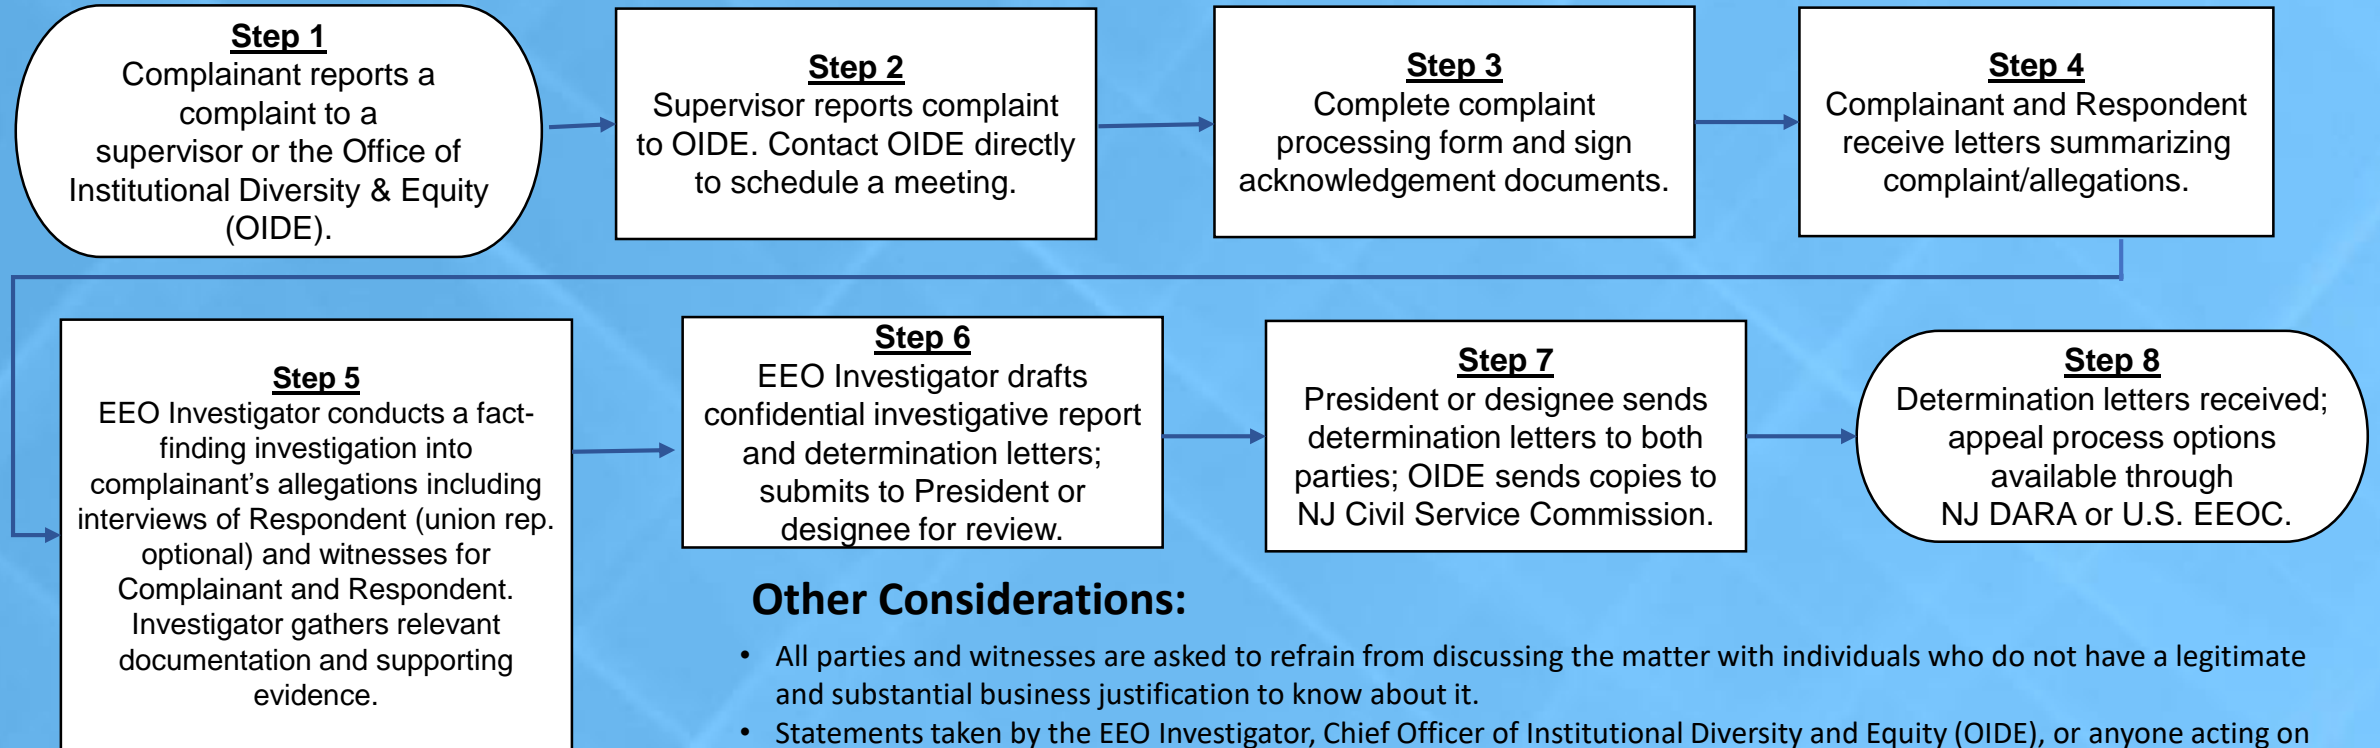 Step 1
Complainant reports a
complaint to a
supervisor or the Office of
Institutional Diversity & Equity
(OIDE).
Step 2
Supervisor reports complaint
to OIDE. Contact OIDE directly
to schedule a meeting.
Step 3
Complete complaint
processing form and sign
acknowledgement documents.
Step 4
Complainant and Respondent
receive letters summarizing
complaint/allegations.
Step 5
EEO Investigator conducts a fact-
finding investigation into
complainant’s allegations including
interviews of Respondent (union rep.
optional) and witnesses for
Complainant and Respondent.
Investigator gathers relevant
documentation and supporting
evidence.
Step 6
EEO Investigator drafts
confidential investigative report
and determination letters;
submits to President or
designee for review.
Step 7
President or designee sends
determination letters to both
parties; OIDE sends copies to
NJ Civil Service Commission.
Step 8
Determination letters received;
appeal process options
available through
NJ DARA or U.S. EEOC.
Other Considerations:
• All parties and witnesses are asked to refrain from discussing the matter with individuals who do not have a legitimate
and substantial business justification to know about it.
• Statements taken by the EEO Investigator, Chief Officer of Institutional Diversity and Equity (OIDE), or anyone acting on